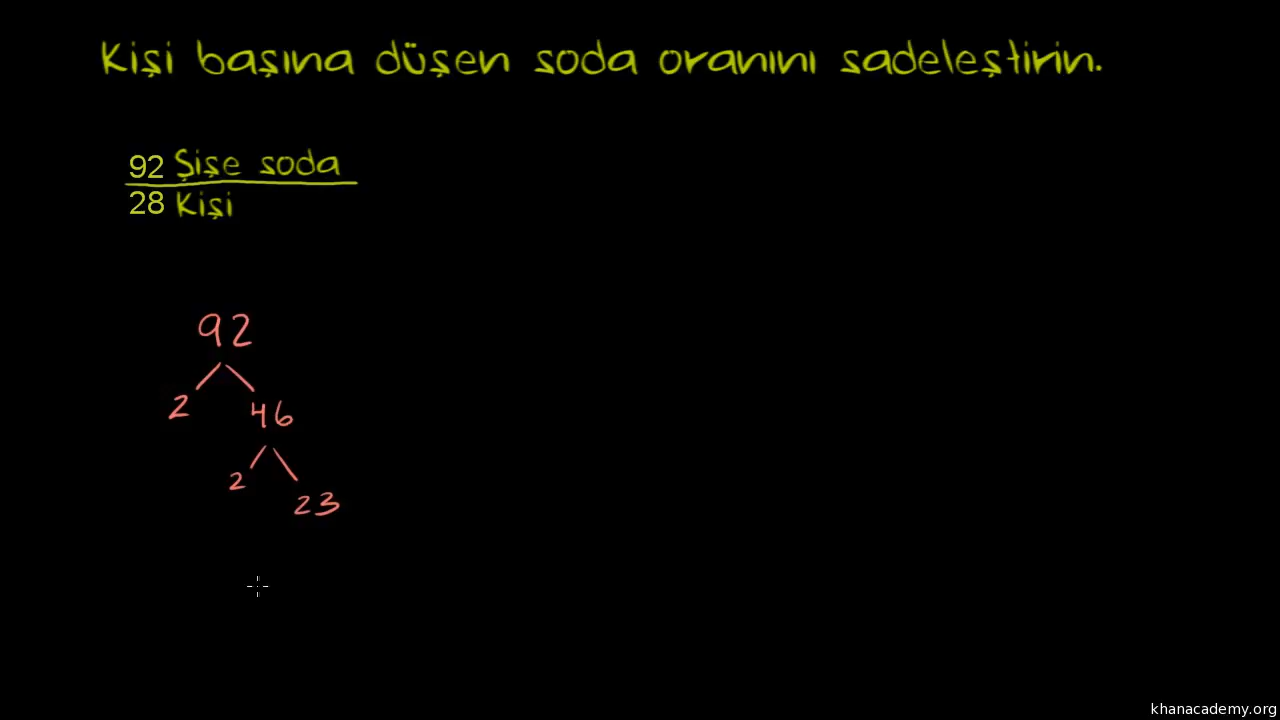 Kişi başına düşen soda oranını sadeleştirin.
92 Şişe soda
28 Kişi
92
2 46
2 23
khanacademy.org